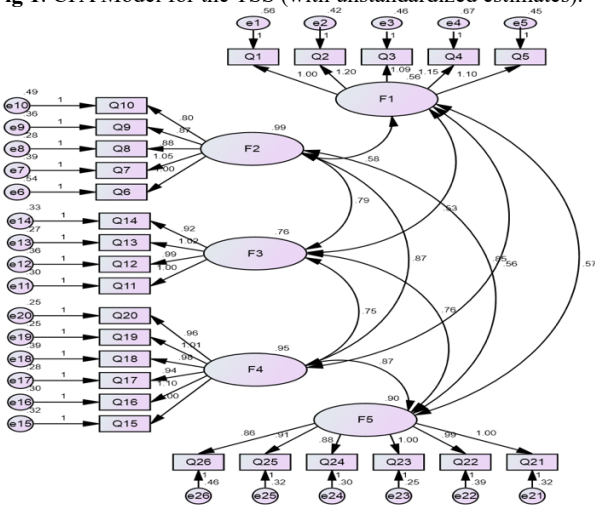 Fig 1. CFA Model for the TSS (with unstandardized estimates).
.56 .42 .46 .67 .45
e1 e2 e3 e4 e5
1 1 1 1 1
Q1 Q2 Q3 Q4 Q5
1.00 1.20 1.09 1.15 1.10
.56
F1
.49
e10 1 Q10 .80
.36
e9 1 Q9 .87
.28
e8 1 Q8 .88
.39
e7 1 Q7 1.05
.54
e6 1 Q6 1.00
.99
F2
.58
.79
.33
e14 1 Q14 .92
.27
e13 1 Q13 1.02
.36
e12 1 Q12 .99
.30
e11 1 Q11 1.00
.76
F3
.53
.87
.85
.56
.57
.75
.76
.25
e20 1 Q20 .96
.25
e19 1 Q19 1.01
.39
e18 1 Q18 .98
.28
e17 1 Q17 .94
.30
e16 1 Q16 1.10
.32
e15 1 Q15 1.00
.95
F4
.87
.90
F5
.86 .91 .88 1.00 .99 1.00
Q26 Q25 Q24 Q23 Q22 Q21
1 1 1 1 1 1
.46 .32 .30 .25 .39 .32
e26 e25 e24 e23 e22 e21